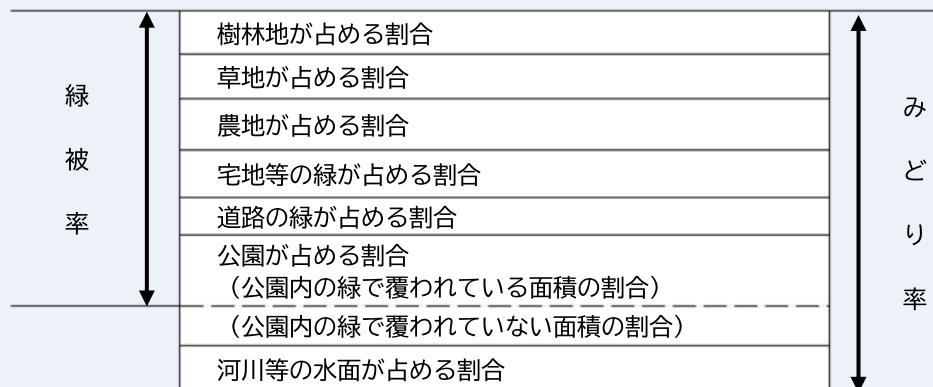 緑被率
樹林地が占める割合
草地が占める割合
農地が占める割合
宅地等の緑が占める割合
道路の緑が占める割合
公園が占める割合
（公園内の緑で覆われている面積の割合）
（公園内の緑で覆われていない面積の割合）
河川等の水面が占める割合
みどり率